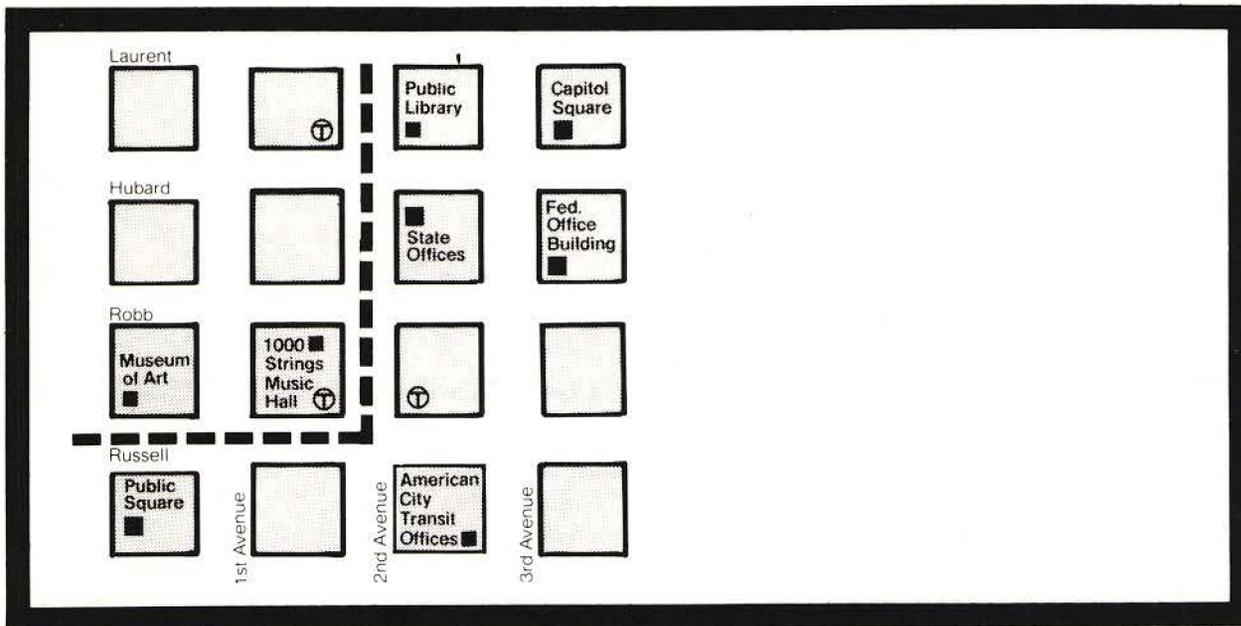 Laurent
Public
Library
Capitol
Square
T
Hubard
State
Offices
Fed.
Office
Building
Robb
Museum
of Art
1000
Strings
Music
Hall T
T
Russell
Public
Square
1st Avenue
2nd Avenue
American
City
Transit
Offices
3rd Avenue